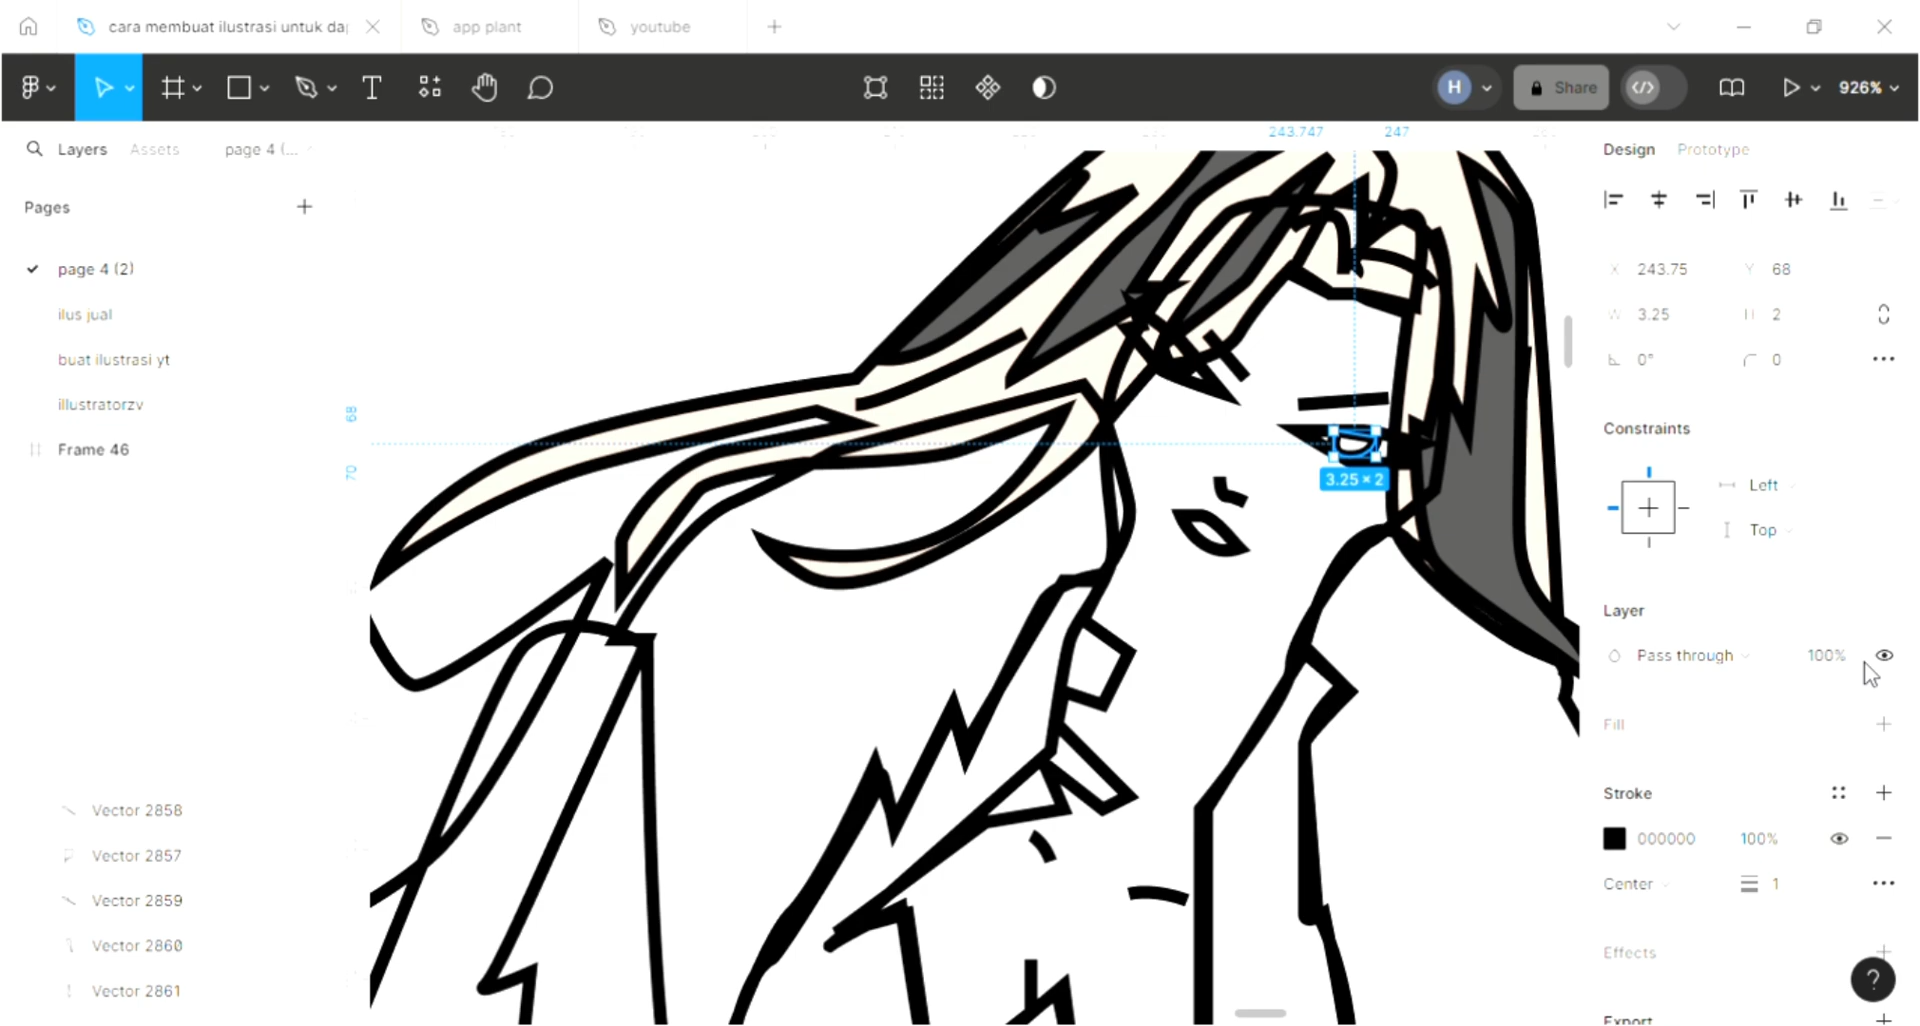 cara membuat ilustrasi untuk da
app plant
youtube
H
Share
926%
Layers
Assets
page 4 (...
243.747
247
Design
Prototype
Pages
page 4 (2)
ilus jual
buat ilustrasi yt
illustratorzv
Frame 46
X 243.75
Y 68
W 3.25
H 2
0°
0
68
70
Constraints
Left
Top
3.25 × 2
Layer
Pass through
100%
Fill
Stroke
000000
100%
Center
1
Effects
Export
Vector 2858
Vector 2857
Vector 2859
Vector 2860
Vector 2861
?